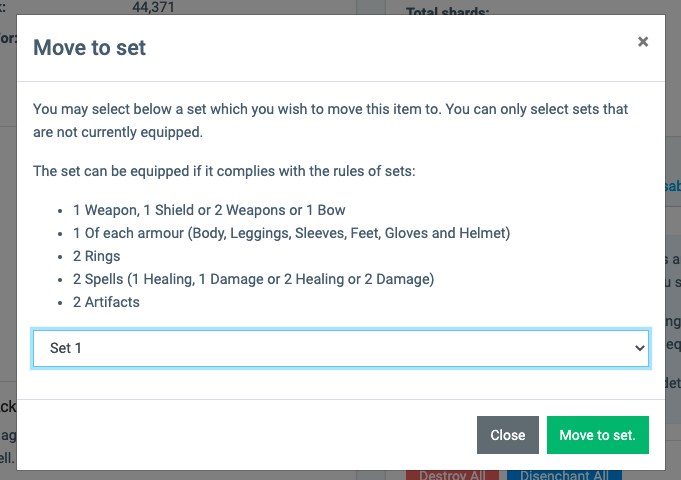 44,371
Total shards:
Move to set
×
You may select below a set which you wish to move this item to. You can only select sets that
are not currently equipped.
The set can be equipped if it complies with the rules of sets:
• 1 Weapon, 1 Shield or 2 Weapons or 1 Bow
• 1 Of each armour (Body, Leggings, Sleeves, Feet, Gloves and Helmet)
• 2 Rings
• 2 Spells (1 Healing, 1 Damage or 2 Healing or 2 Damage)
• 2 Artifacts
Set 1
Close
Move to set.
Destroy All
Disenchant All